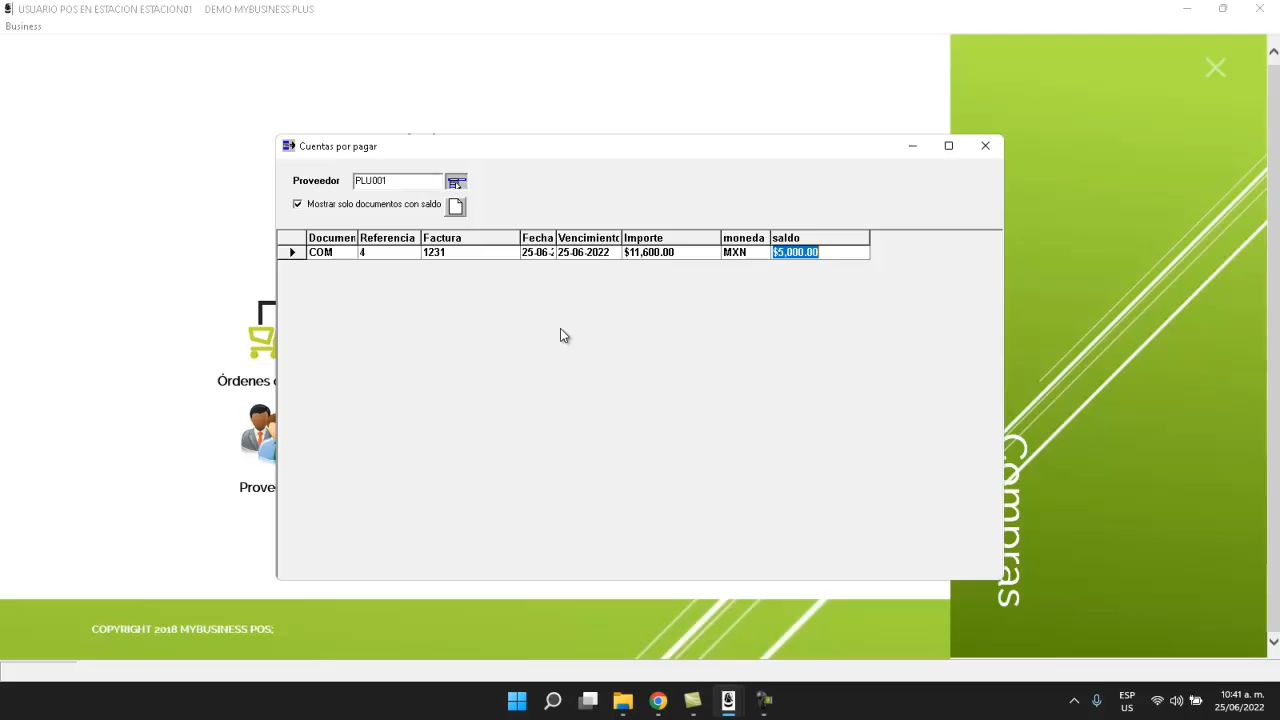 USUARIO POS EN ESTACION ESTACION01 DEMO MYBUSINESS PLUS
Business
Cuentas por pagar
Proveedor PLU001
Mostrar solo documentos con saldo
Documen Referencia Factura Fecha Vencimiento Importe moneda saldo
COM 4 1231 25-06-2 25-06-2022 $11,600.00 MXN $5,000.00
Órdenes
Prove
Compras
COPYRIGHT 2018 MYBUSINESS POS;
ESP
US
10:41 a. m.
25/06/2022